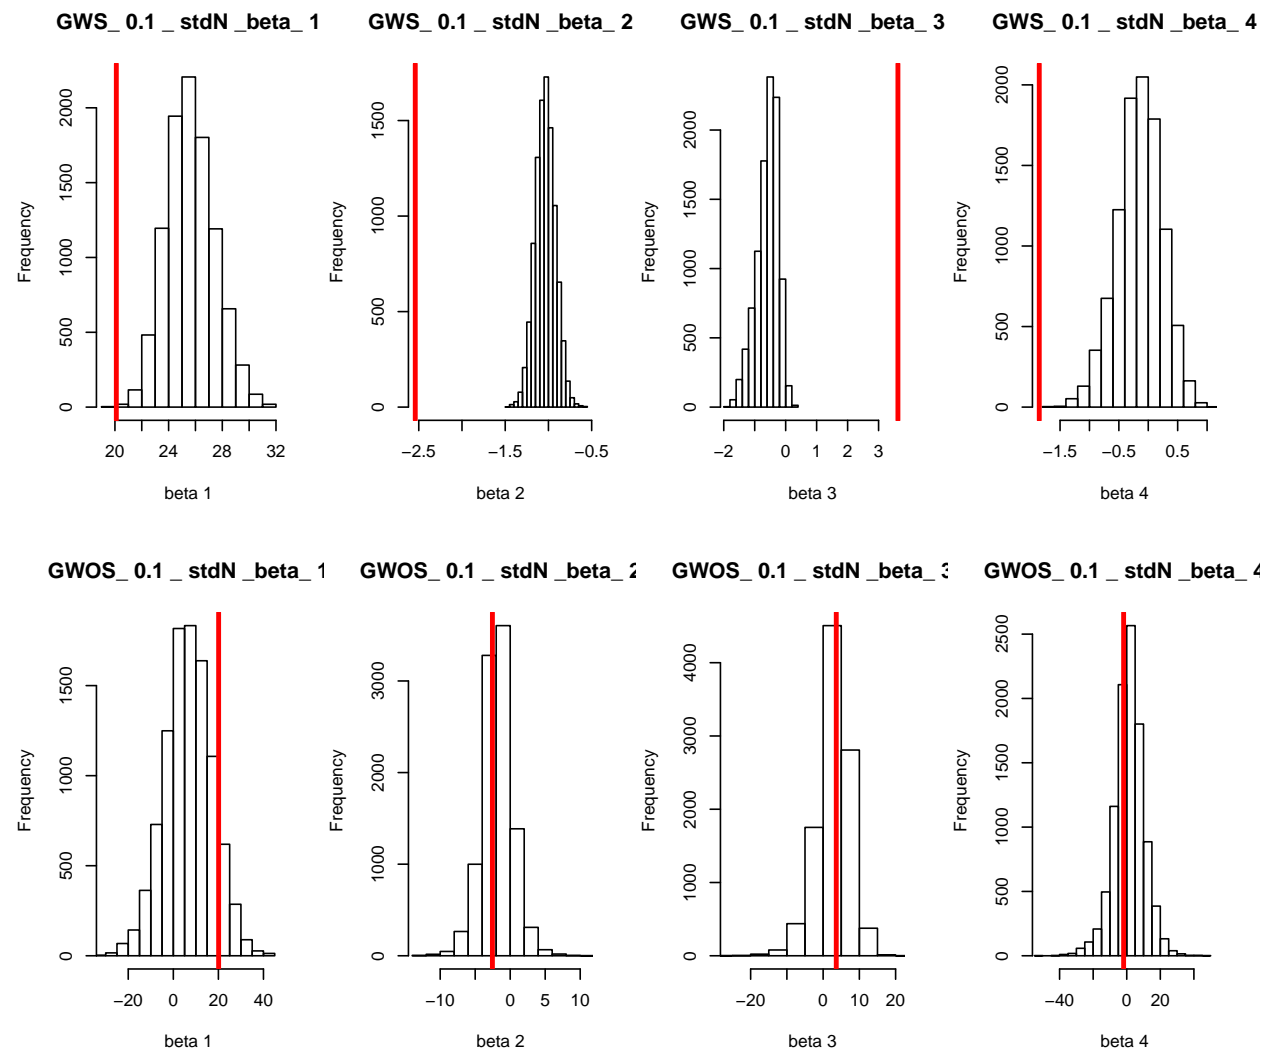 GWS_ 0.1 _ stdN _beta_ 1
GWS_ 0.1 _ stdN _beta_ 2
GWS_ 0.1 _ stdN _beta_ 3
GWS_ 0.1 _ stdN _beta_ 4
Frequency
0 500 1000 1500 2000
20 24 28 32
beta 1
Frequency
0 500 1000 1500
−2.5 −1.5 −0.5
beta 2
Frequency
0 500 1000 1500 2000
−2 0 1 2 3
beta 3
Frequency
0 500 1000 1500 2000
−1.5 −0.5 0.5
beta 4
GWOS_ 0.1 _ stdN _beta_ 1
GWOS_ 0.1 _ stdN _beta_ 2
GWOS_ 0.1 _ stdN _beta_ 3
GWOS_ 0.1 _ stdN _beta_ 4
Frequency
0 500 1000 1500
−20 0 20 40
beta 1
Frequency
0 1000 2000 3000
−10 0 5 10
beta 2
Frequency
0 1000 2000 3000 4000
−20 0 10 20
beta 3
Frequency
0 500 1000 1500 2000 2500
−40 0 20
beta 4